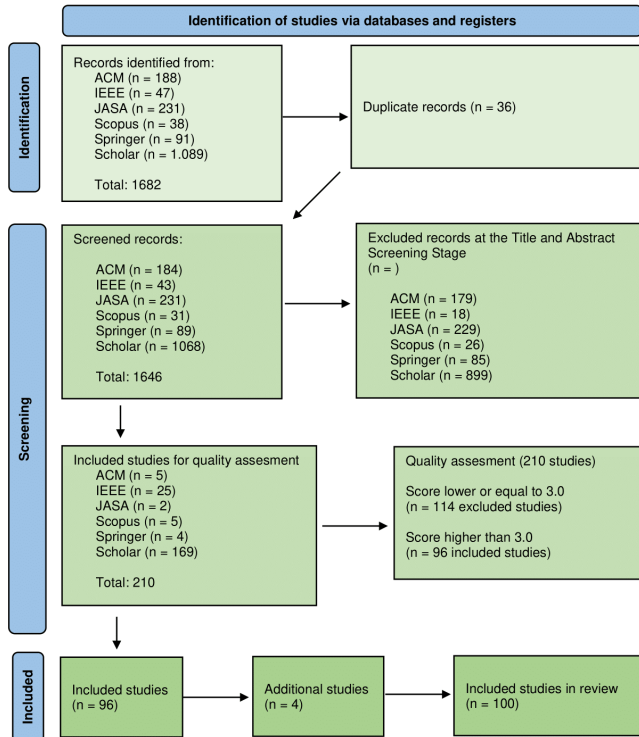 Identification of studies via databases and registers
Identification
Records identified from:
ACM (n = 188)
IEEE (n = 47)
JASA (n = 231)
Scopus (n = 38)
Springer (n = 91)
Scholar (n = 1.089)
Total: 1682
Duplicate records (n = 36)
Screening
Screened records:
ACM (n = 184)
IEEE (n = 43)
JASA (n = 231)
Scopus (n = 31)
Springer (n = 89)
Scholar (n = 1068)
Total: 1646
Excluded records at the Title and Abstract
Screening Stage
(n = )
ACM (n = 179)
IEEE (n = 18)
JASA (n = 229)
Scopus (n = 26)
Springer (n = 85)
Scholar (n = 899)
Included studies for quality assesment
ACM (n = 5)
IEEE (n = 25)
JASA (n = 2)
Scopus (n = 5)
Springer (n = 4)
Scholar (n = 169)
Total: 210
Quality assesment (210 studies)
Score lower or equal to 3.0
(n = 114 excluded studies)
Score higher than 3.0
(n = 96 included studies)
Included
Included studies
(n = 96)
Additional studies
(n = 4)
Included studies in review
(n = 100)